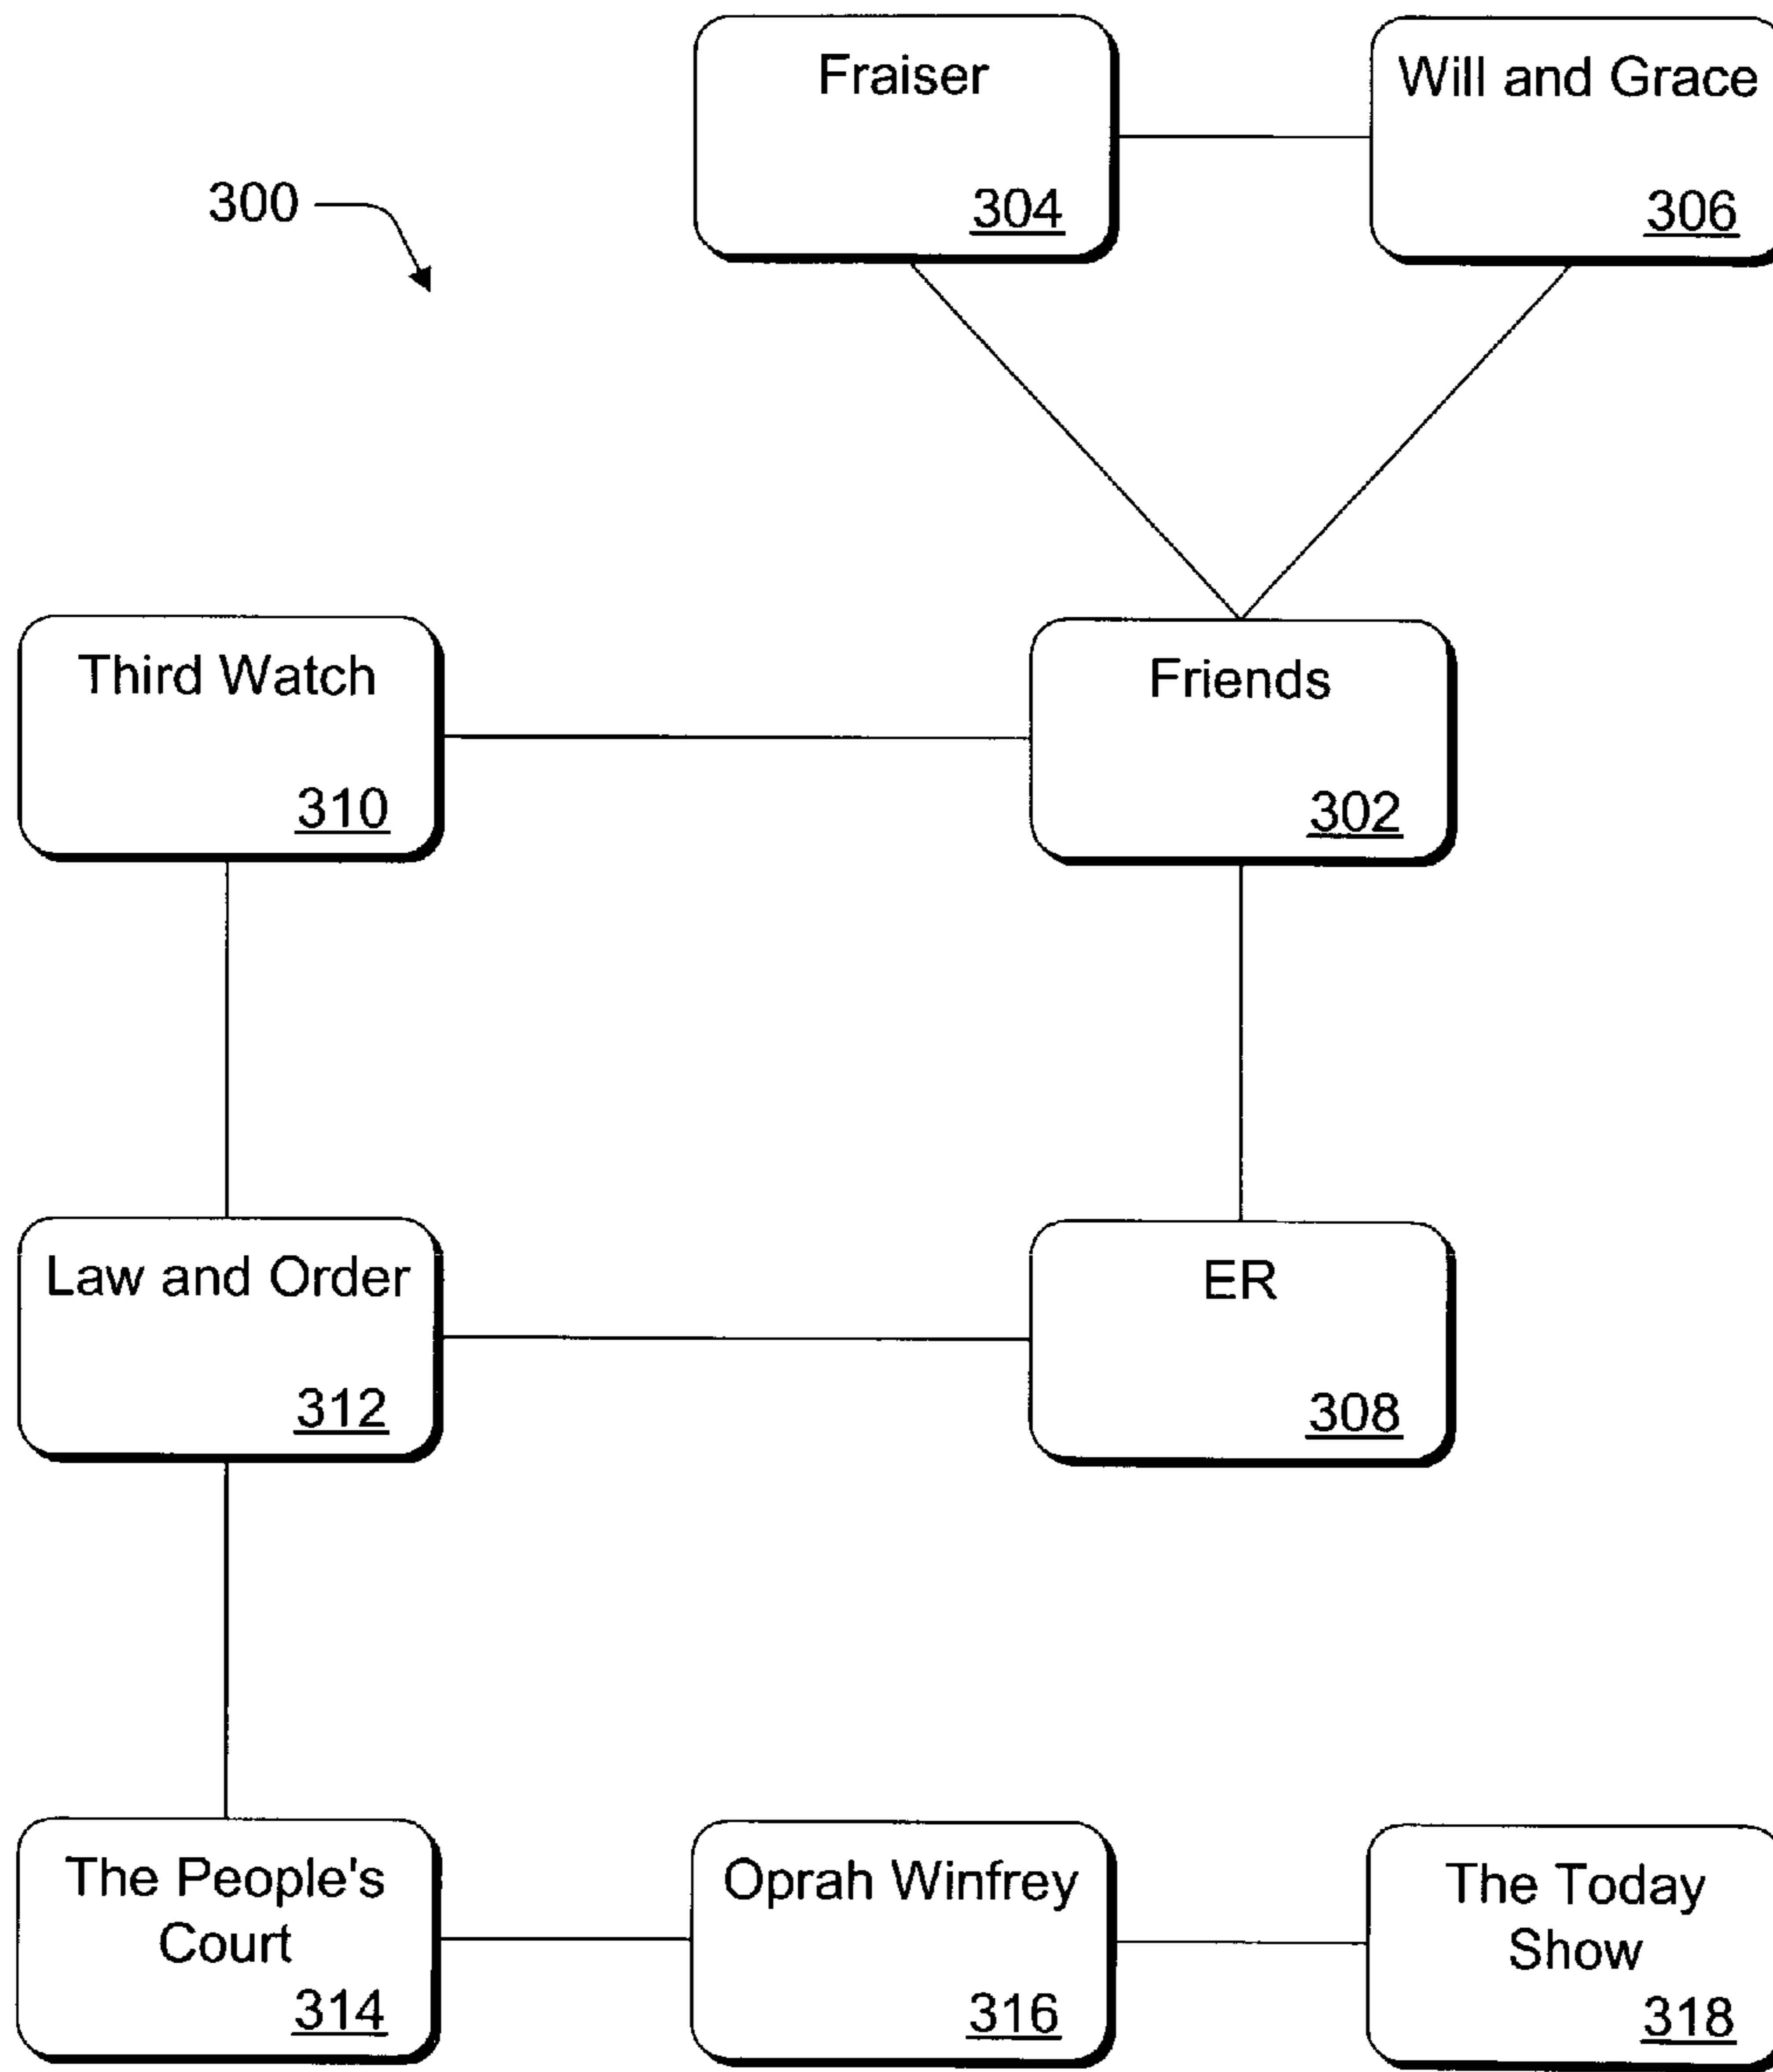 Fraiser
304
Will and Grace
306
300
Third Watch
310
Friends
302
Law and Order
312
ER
308
The People's
Court
314
Oprah Winfrey
316
The Today
Show
318